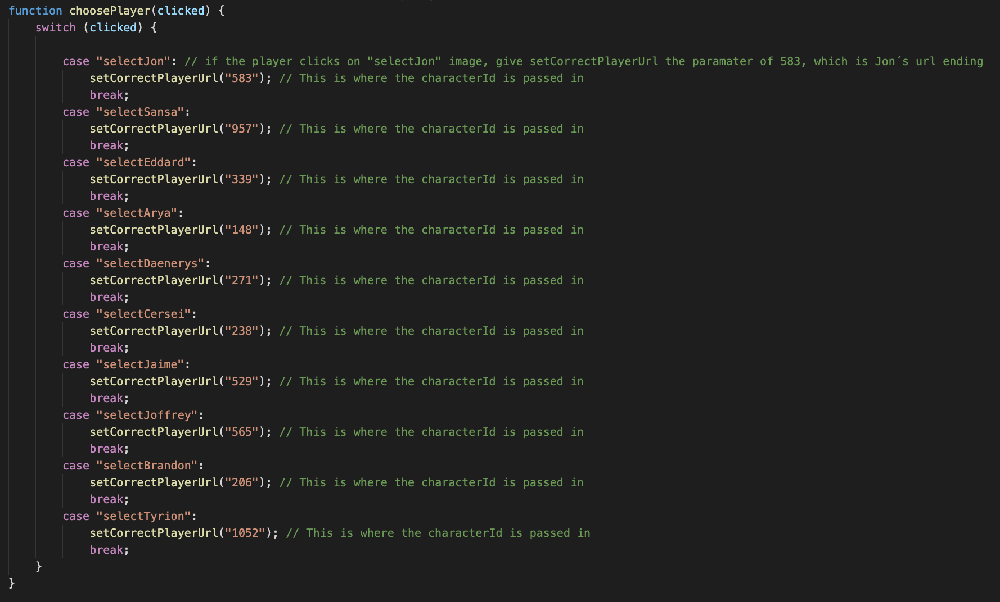 function choosePlayer(clicked) {
switch (clicked) {
case "selectJon": // if the player clicks on "selectJon" image, give setCorrectPlayerUrl the paramater of 583, which is Jon´s url ending
setCorrectPlayerUrl("583"); // This is where the characterId is passed in
break;
case "selectSansa":
setCorrectPlayerUrl("957"); // This is where the characterId is passed in
break;
case "selectEddard":
setCorrectPlayerUrl("339"); // This is where the characterId is passed in
break;
case "selectArya":
setCorrectPlayerUrl("148"); // This is where the characterId is passed in
break;
case "selectDaenerys":
setCorrectPlayerUrl("271"); // This is where the characterId is passed in
break;
case "selectCersei":
setCorrectPlayerUrl("238"); // This is where the characterId is passed in
break;
case "selectJaime":
setCorrectPlayerUrl("529"); // This is where the characterId is passed in
break;
case "selectJoffrey":
setCorrectPlayerUrl("565"); // This is where the characterId is passed in
break;
case "selectBrandon":
setCorrectPlayerUrl("206"); // This is where the characterId is passed in
break;
case "selectTyrion":
setCorrectPlayerUrl("1052"); // This is where the characterId is passed in
break;
}
}